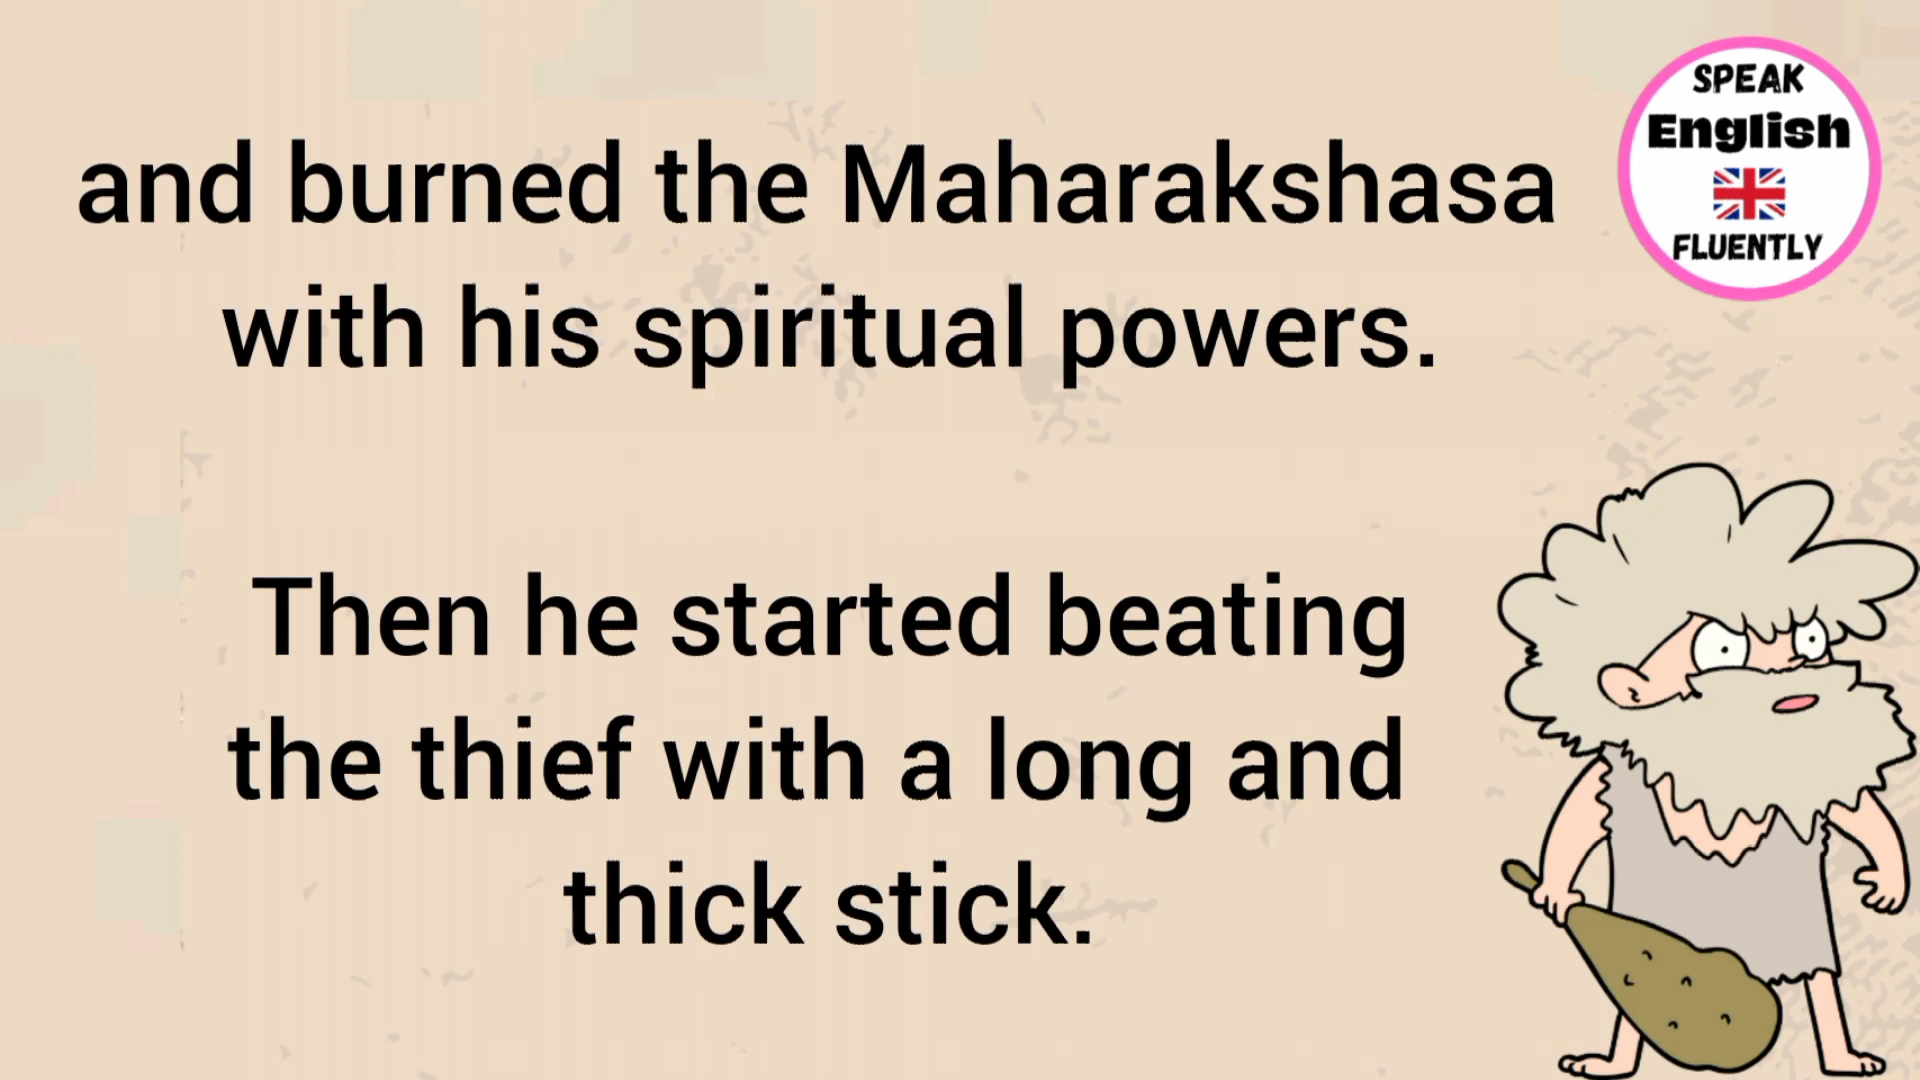 and burned the Maharakshasa
with his spiritual powers.
Then he started beating
the thief with a long and
thick stick.
SPEAK
English
FLUENTLY